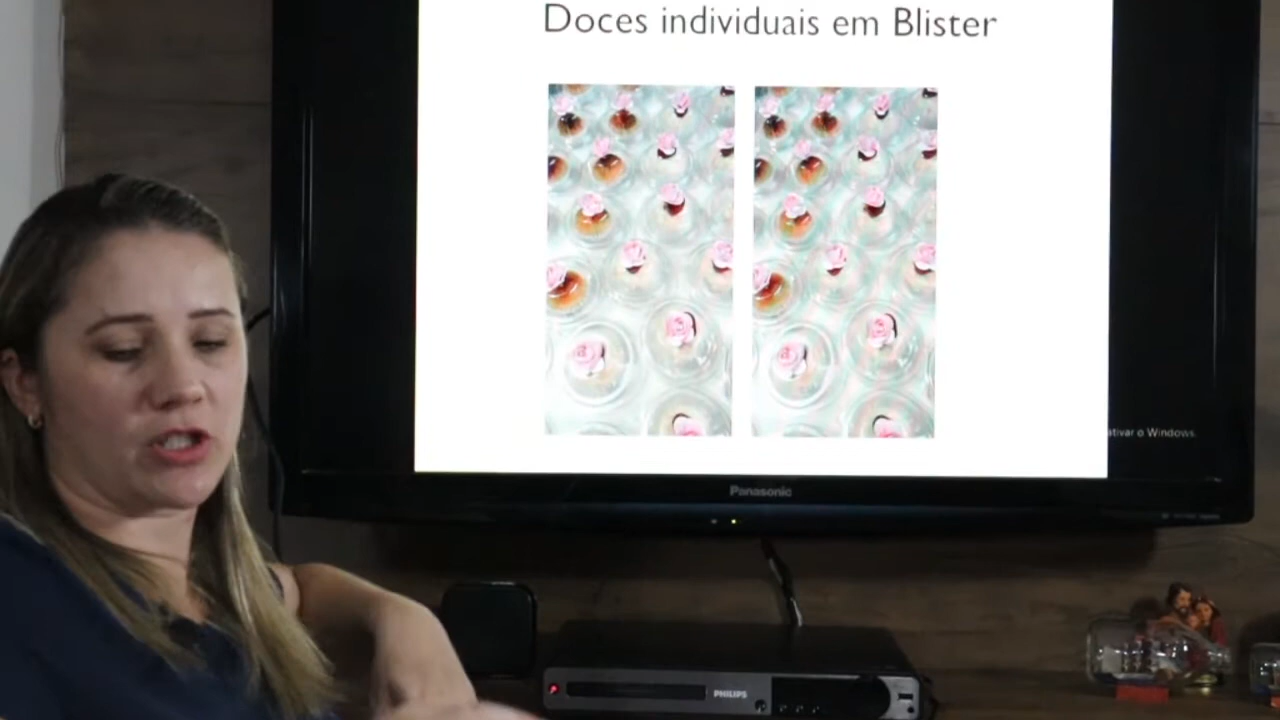 Doces individuais em Blister
ativar o Windows.
Panasonic
PHILIPS